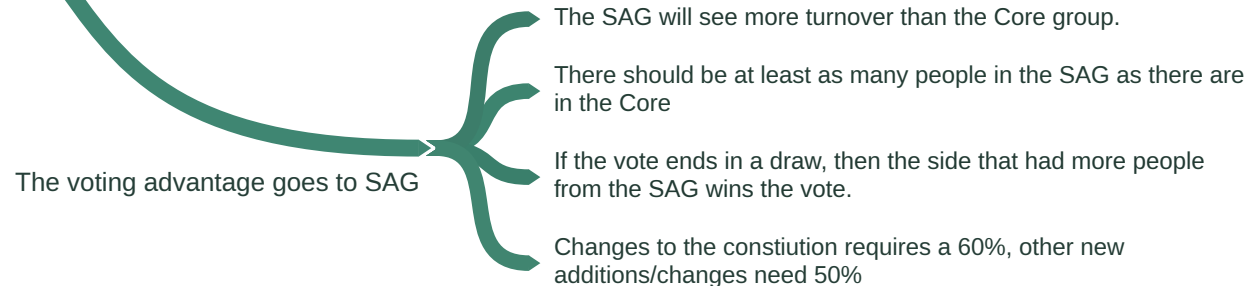 The SAG will see more turnover than the Core group.
There should be at least as many people in the SAG as there are
in the Core
The voting advantage goes to SAG
If the vote ends in a draw, then the side that had more people
from the SAG wins the vote.
Changes to the constiution requires a 60%, other new
additions/changes need 50%